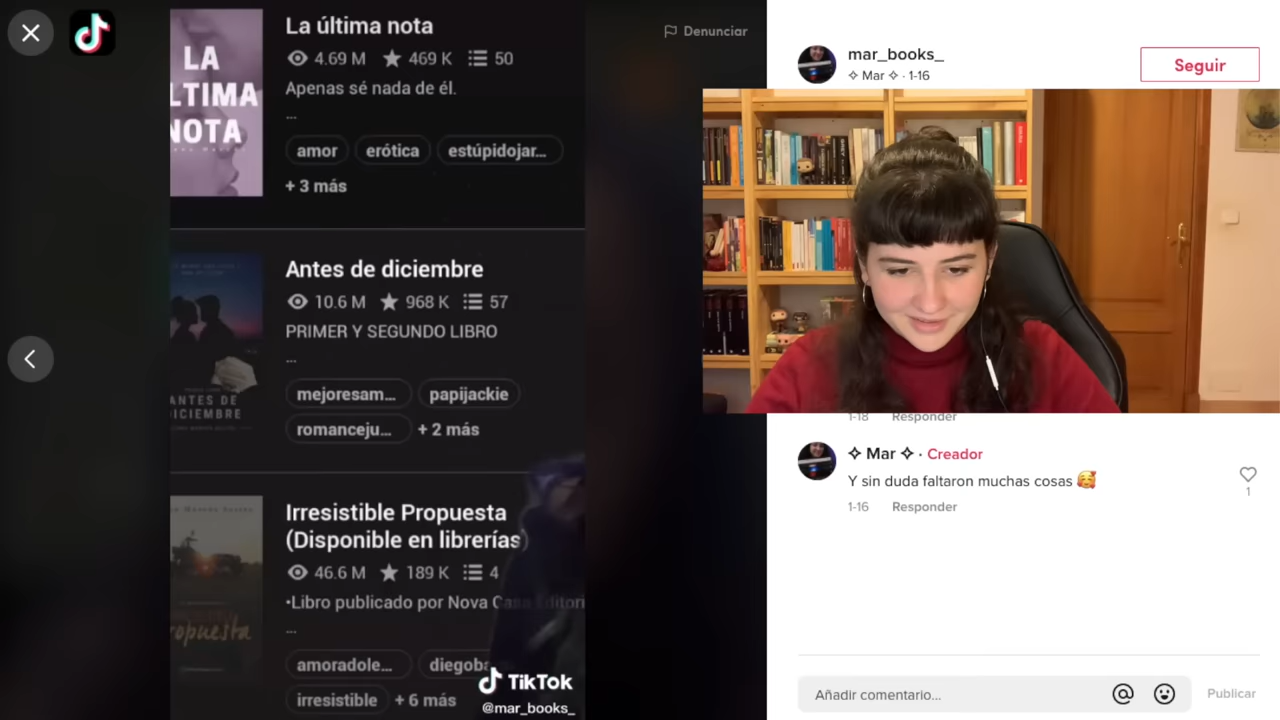 La última nota
4.69 M 469 K 50
Apenas sé nada de él.
...
amor erótica estúpidojar...
+ 3 más
LA
LTIMA
NOTA
Antes de diciembre
10.6 M 968 K 57
PRIMER Y SEGUNDO LIBRO
...
mejoresam... papijackie
romanceju... + 2 más
ANTES DE
DICIEMBRE
Irresistible Propuesta
(Disponible en librerías)
46.6 M 189 K 4
•Libro publicado por Nova Casa Editori
...
amoradole... diegoba
irresistible + 6 más
ropuesta
TikTok
@mar_books_
Denunciar
mar_books_
✧ Mar ✧ · 1-16
Seguir
1-18 Responder
✧ Mar ✧ · Creador
Y sin duda faltaron muchas cosas 🥰
1
1-16 Responder
Añadir comentario...
Publicar